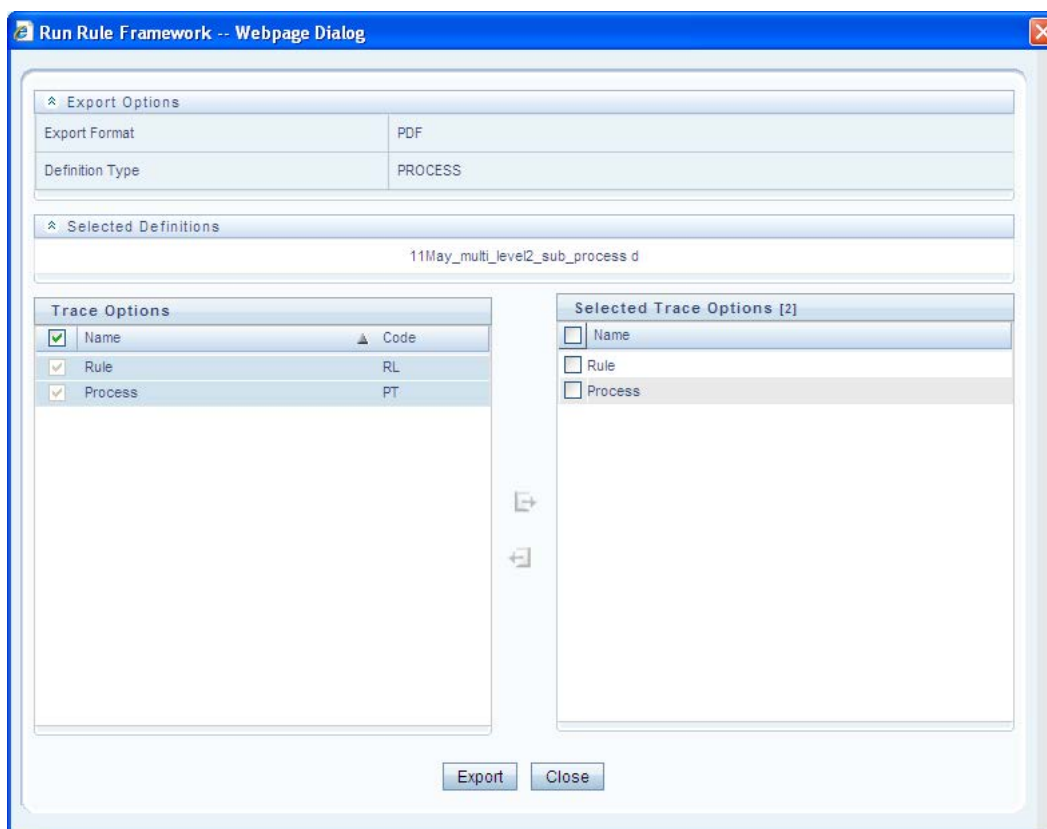 Run Rule Framework -- Webpage Dialog
Export Options
Export Format PDF
Definition Type PROCESS
Selected Definitions
11May_multi_level2_sub_process d
Trace Options
Name Code
Rule RL
Process PT
Selected Trace Options [2]
Name
Rule
Process
Export Close